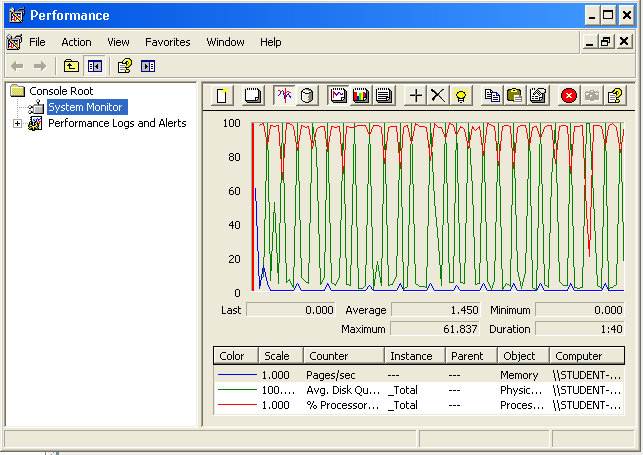 Performance
File Action View Favorites Window Help
Console Root
System Monitor
Performance Logs and Alerts
100
80
60
40
20
0
Last 0.000 Average 1.450 Minimum 0.000
Maximum 61.837 Duration 1:40
Color Scale Counter Instance Parent Object Computer
1.000 Pages/sec --- --- Memory \\STUDENT-...
100.... Avg. Disk Qu... _Total --- Physic... \\STUDENT-...
1.000 % Processor... _Total --- Proces... \\STUDENT-...